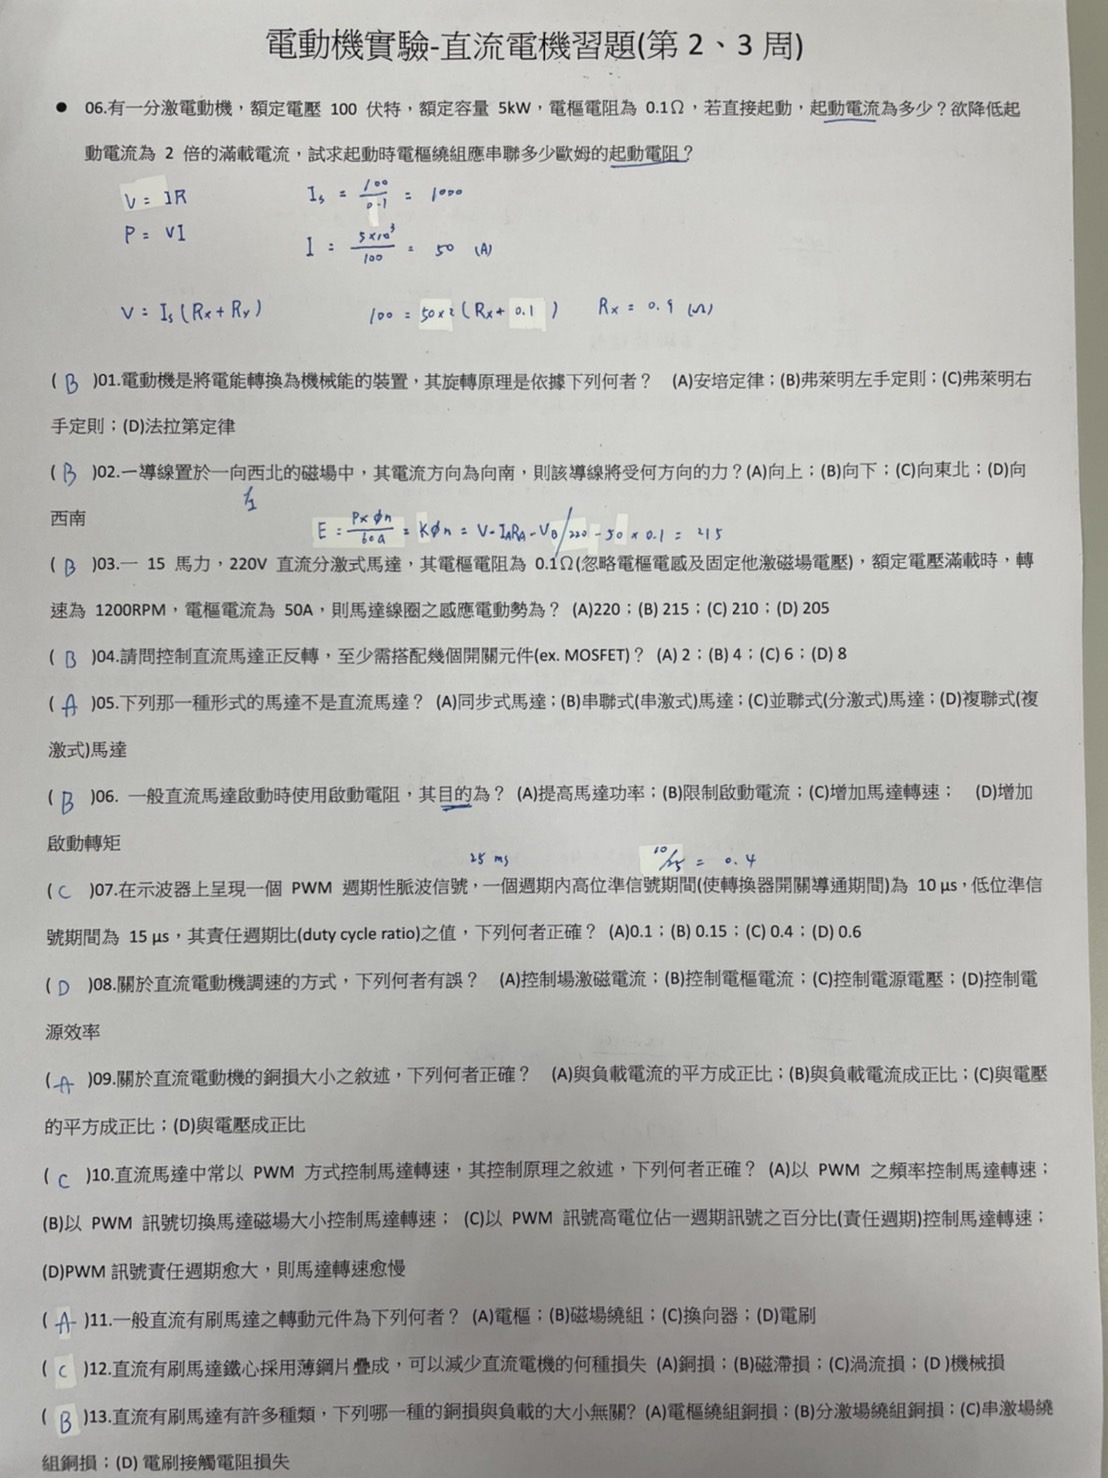 電動機實驗-直流電機習題(第 2、3 周)
● 06.有一分激電動機，額定電壓 100 伏特，額定容量 5kW，電樞電阻為 0.1Ω，若直接起動，起動電流為多少？欲降低起
動電流為 2 倍的滿載電流，試求起動時電樞繞組應串聯多少歐姆的起動電阻？
V = IR Is = 100/0.1 = 1000
P = VI I = 5×10³/100 = 50 (A)
V = Is (Rx + Ry) 100 = 50×2 (Rx + 0.1) Rx = 0.9 (Ω)
( B )01.電動機是將電能轉換為機械能的裝置，其旋轉原理是依據下列何者？ (A)安培定律；(B)弗萊明左手定則；(C)弗萊明右
手定則；(D)法拉第定律
( B )02.一導線置於一向西北的磁場中，其電流方向為向南，則該導線將受何方向的力？(A)向上；(B)向下；(C)向東北；(D)向
西南
E = P×φn/60a = Kφn = V - IARA - VB / 220 - 50 × 0.1 = 215
( B )03.一 15 馬力，220V 直流分激式馬達，其電樞電阻為 0.1Ω(忽略電樞電感及固定他激磁場電壓)，額定電壓滿載時，轉
速為 1200RPM，電樞電流為 50A，則馬達線圈之感應電動勢為？ (A)220；(B) 215；(C) 210；(D) 205
( B )04.請問控制直流馬達正反轉，至少需搭配幾個開關元件(ex. MOSFET)？ (A) 2；(B) 4；(C) 6；(D) 8
( A )05.下列那一種形式的馬達不是直流馬達？ (A)同步式馬達；(B)串聯式(串激式)馬達；(C)並聯式(分激式)馬達；(D)複聯式(複
激式)馬達
( B )06. 一般直流馬達啟動時使用啟動電阻，其目的為？ (A)提高馬達功率；(B)限制啟動電流；(C)增加馬達轉速； (D)增加
啟動轉矩
25 ms 10/25 = 0.4
( C )07.在示波器上呈現一個 PWM 週期性脈波信號，一個週期內高位準信號期間(使轉換器開關導通期間)為 10 μs，低位準信
號期間為 15 μs，其責任週期比(duty cycle ratio)之值，下列何者正確？ (A)0.1；(B) 0.15；(C) 0.4；(D) 0.6
( D )08.關於直流電動機調速的方式，下列何者有誤？ (A)控制場激磁電流；(B)控制電樞電流；(C)控制電源電壓；(D)控制電
源效率
( A )09.關於直流電動機的銅損大小之敘述，下列何者正確？ (A)與負載電流的平方成正比；(B)與負載電流成正比；(C)與電壓
的平方成正比；(D)與電壓成正比
( C )10.直流馬達中常以 PWM 方式控制馬達轉速，其控制原理之敘述，下列何者正確？ (A)以 PWM 之頻率控制馬達轉速；
(B)以 PWM 訊號切換馬達磁場大小控制馬達轉速； (C)以 PWM 訊號高電位佔一週期訊號之百分比(責任週期)控制馬達轉速；
(D)PWM 訊號責任週期愈大，則馬達轉速愈慢
( A )11.一般直流有刷馬達之轉動元件為下列何者？ (A)電樞；(B)磁場繞組；(C)換向器；(D)電刷
( C )12.直流有刷馬達鐵心採用薄鋼片疊成，可以減少直流電機的何種損失 (A)銅損；(B)磁滯損；(C)渦流損；(D )機械損
( B )13.直流有刷馬達有許多種類，下列哪一種的銅損與負載的大小無關? (A)電樞繞組銅損；(B)分激場繞組銅損；(C)串激場繞
組銅損；(D) 電刷接觸電阻損失